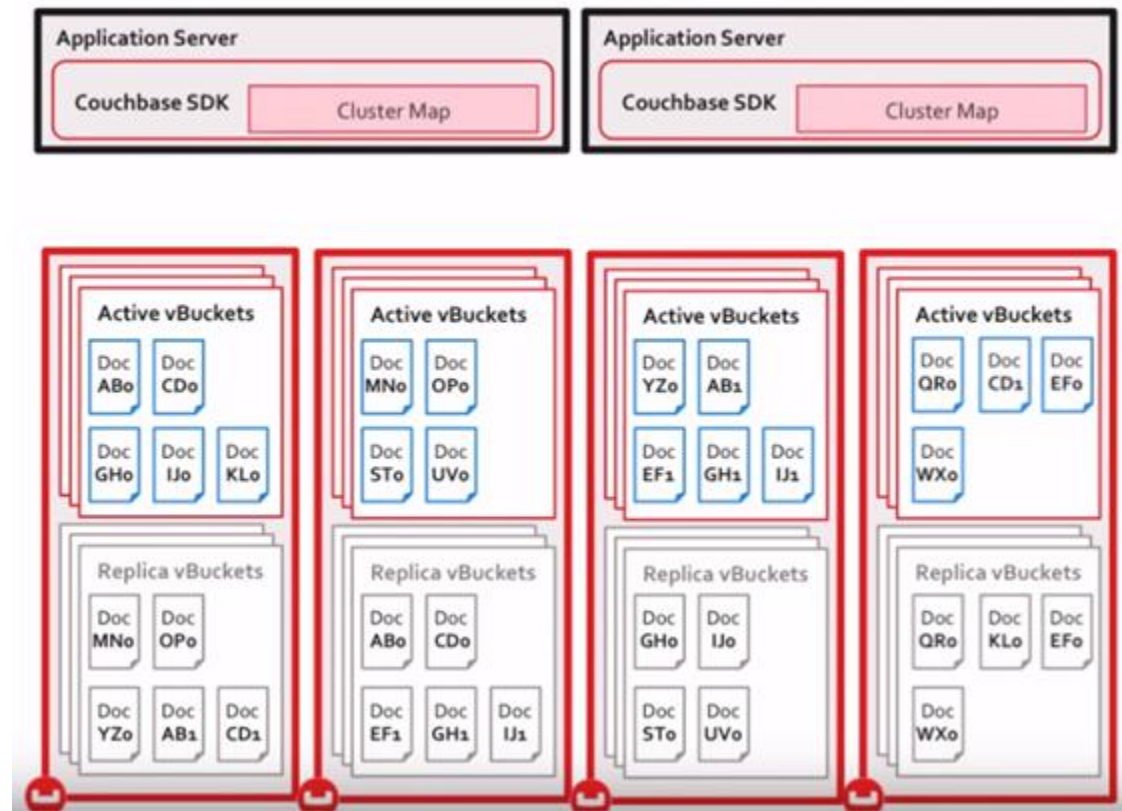 Application Server
Couchbase SDK
Cluster Map
Application Server
Couchbase SDK
Cluster Map
Active vBuckets
Doc Doc
AB0 CD0
Doc Doc Doc
GH0 IJ0 KL0
Replica vBuckets
Doc Doc
MN0 OP0
Doc Doc Doc
YZ0 AB1 CD1
Active vBuckets
Doc Doc
MN0 OP0
Doc Doc
ST0 UV0
Replica vBuckets
Doc Doc
AB0 CD0
Doc Doc Doc
EF1 GH1 IJ1
Active vBuckets
Doc Doc
YZ0 AB1
Doc Doc Doc
EF1 GH1 IJ1
Replica vBuckets
Doc Doc
GH0 IJ0
Doc Doc
ST0 UV0
Active vBuckets
Doc Doc Doc
QR0 CD1 EF0
Doc
WX0
Replica vBuckets
Doc Doc Doc
QR0 KL0 EF0
Doc
WX0